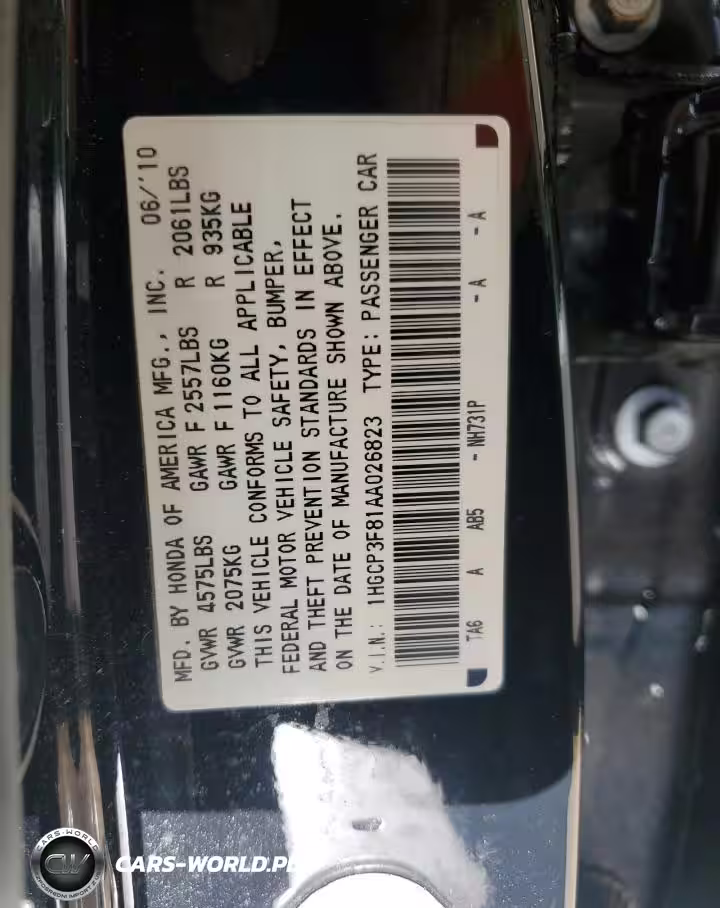 MFD. BY HONDA OF AMERICA MFG., INC. 06/'10
GVWR 4575LBS GAWR F 2557LBS R 2061LBS
GVWR 2075KG GAWR F 1160KG R 935KG
THIS VEHICLE CONFORMS TO ALL APPLICABLE
FEDERAL MOTOR VEHICLE SAFETY, BUMPER,
AND THEFT PREVENTION STANDARDS IN EFFECT
ON THE DATE OF MANUFACTURE SHOWN ABOVE.
V.I.N.: 1HGCP3F81AA026823 TYPE: PASSENGER CAR
TA6 A AB5 - NH731P - A - A
CARS-WORLD
CARS-WORLD.PL